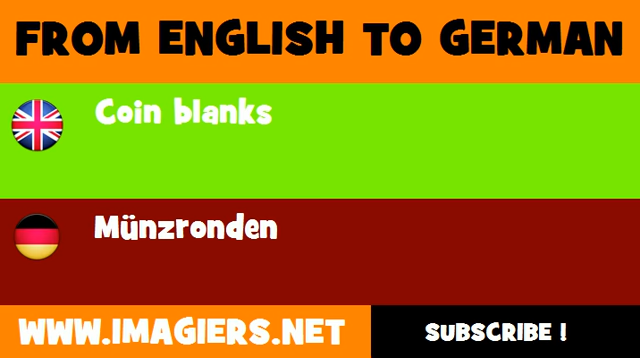 FROM ENGLISH TO GERMAN
Coin blanks
Münzronden
WWW.IMAGIERS.NET
SUBSCRIBE !